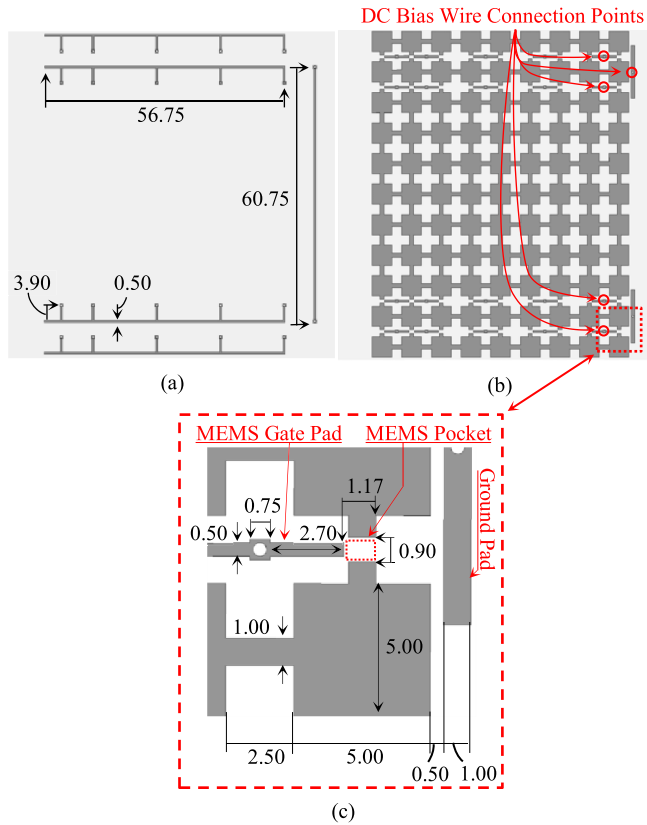 DC Bias Wire Connection Points
56.75
60.75
3.90
0.50
(a)
(b)
MEMS Gate Pad
MEMS Pocket
Ground Pad
1.17
0.75
0.50
2.70
0.90
1.00
5.00
2.50
5.00
0.50
1.00
(c)